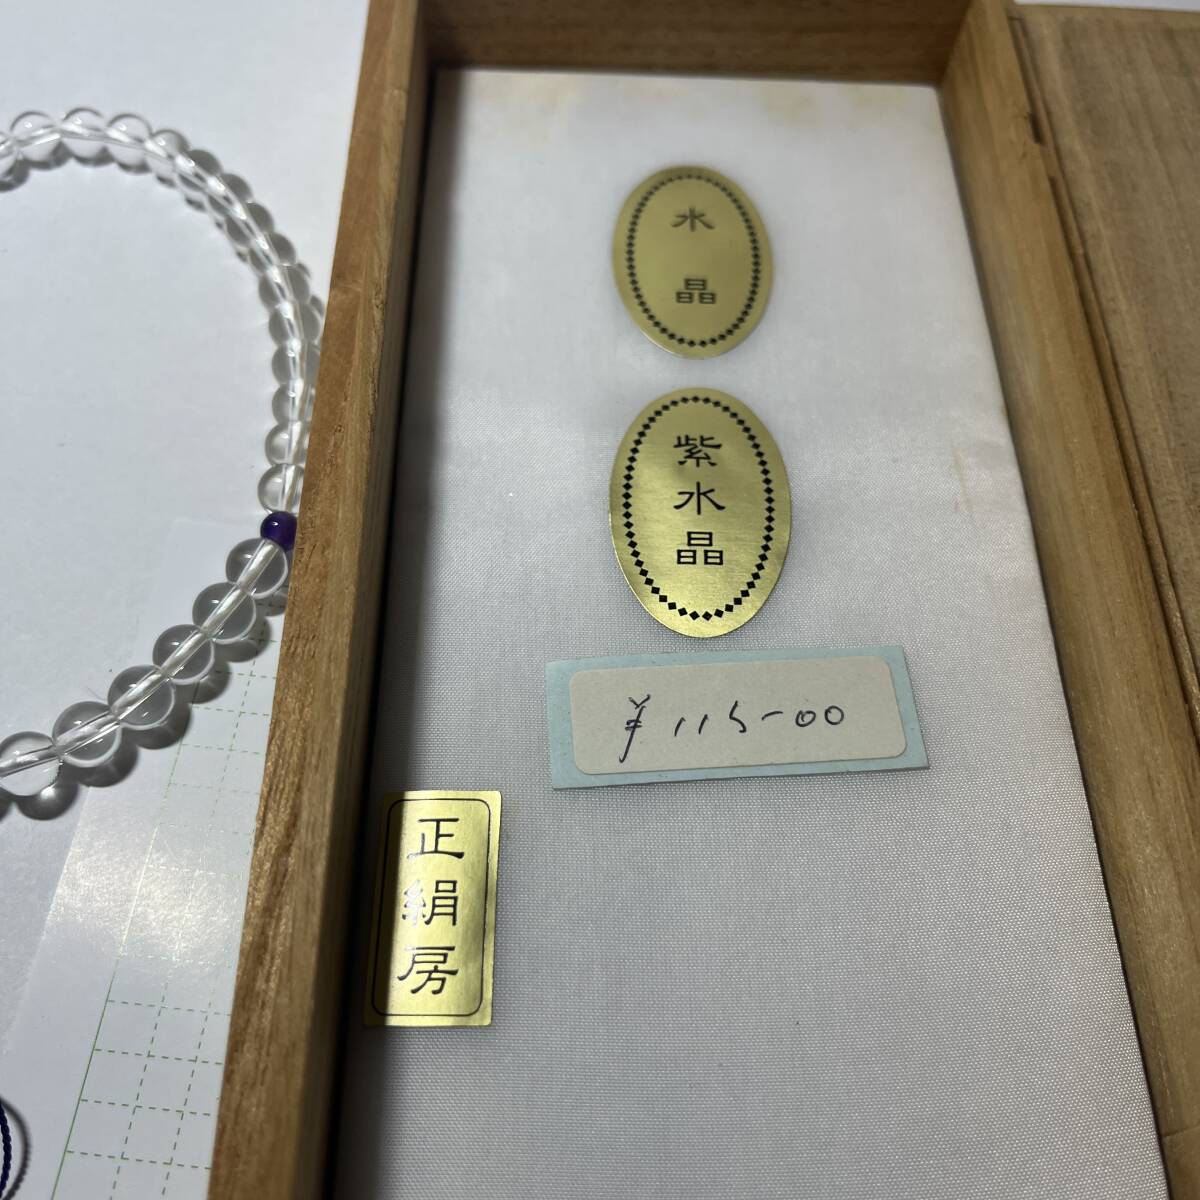 水
晶
紫
水
晶
¥115-00
正
絹
房